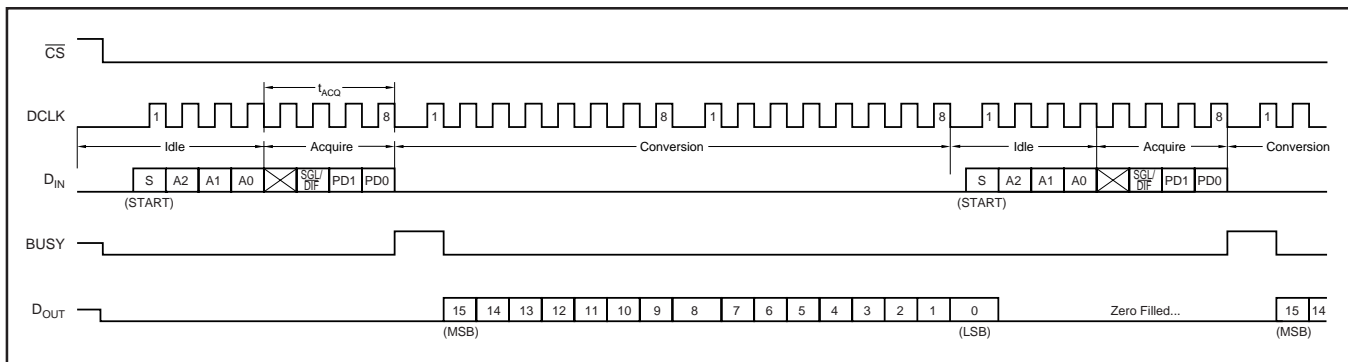 CS
tACQ
DCLK 1 8 1 8 1 8 1 8 1
Idle Acquire Conversion Idle Acquire Conversion
DIN S A2 A1 A0 SGL/DIF PD1 PD0 S A2 A1 A0 SGL/DIF PD1 PD0
(START) (START)
BUSY
DOUT 15 14 13 12 11 10 9 8 7 6 5 4 3 2 1 0 Zero Filled... 15 14
(MSB) (LSB) (MSB)